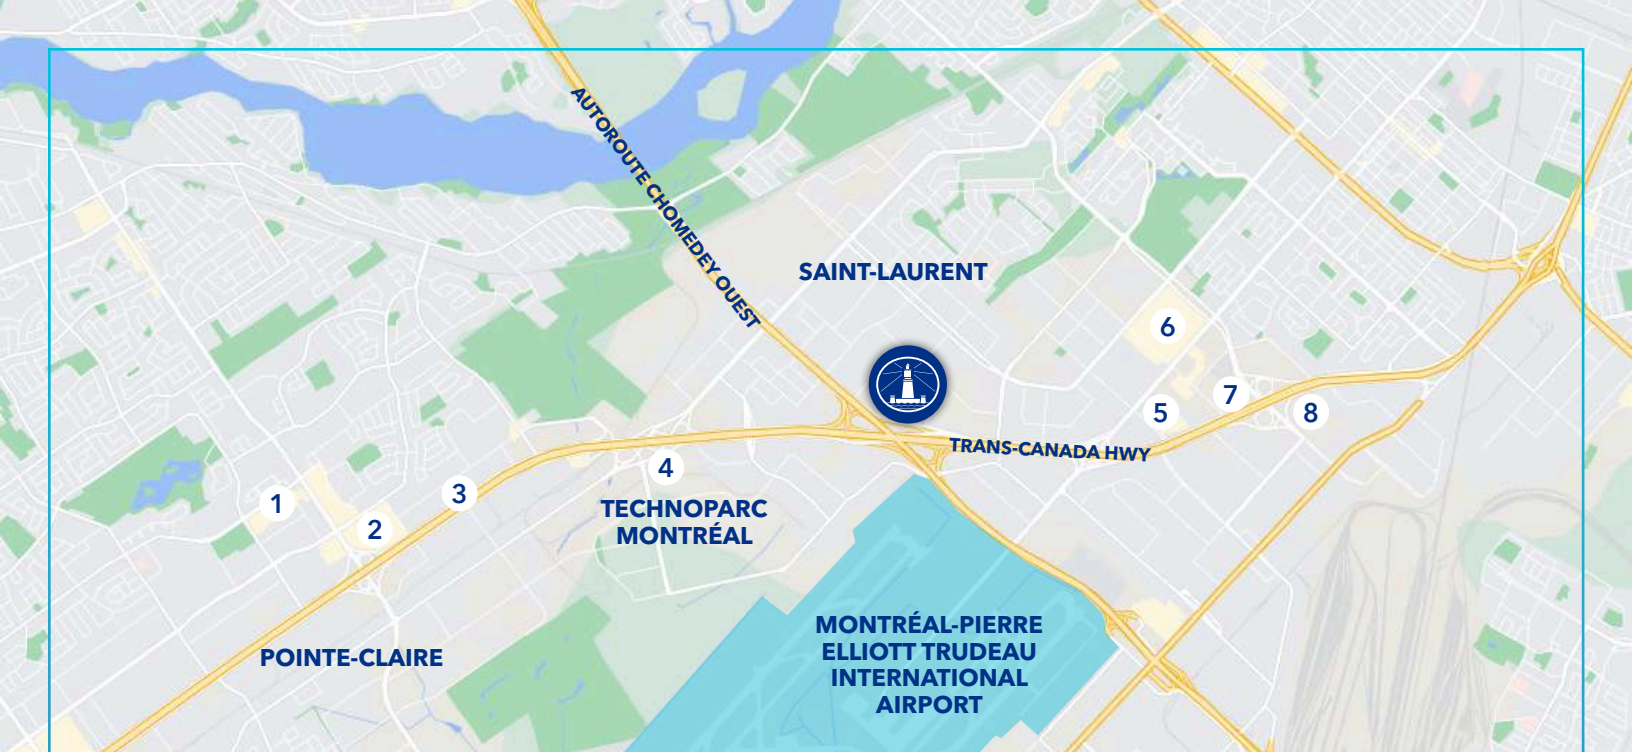 AUTOROUTE CHOMEDEY OUEST
SAINT-LAURENT
6
7
5
8
TRANS-CANADA HWY
4
3
1
2
TECHNOPARC
MONTRÉAL
MONTRÉAL-PIERRE
ELLIOTT TRUDEAU
INTERNATIONAL
AIRPORT
POINTE-CLAIRE